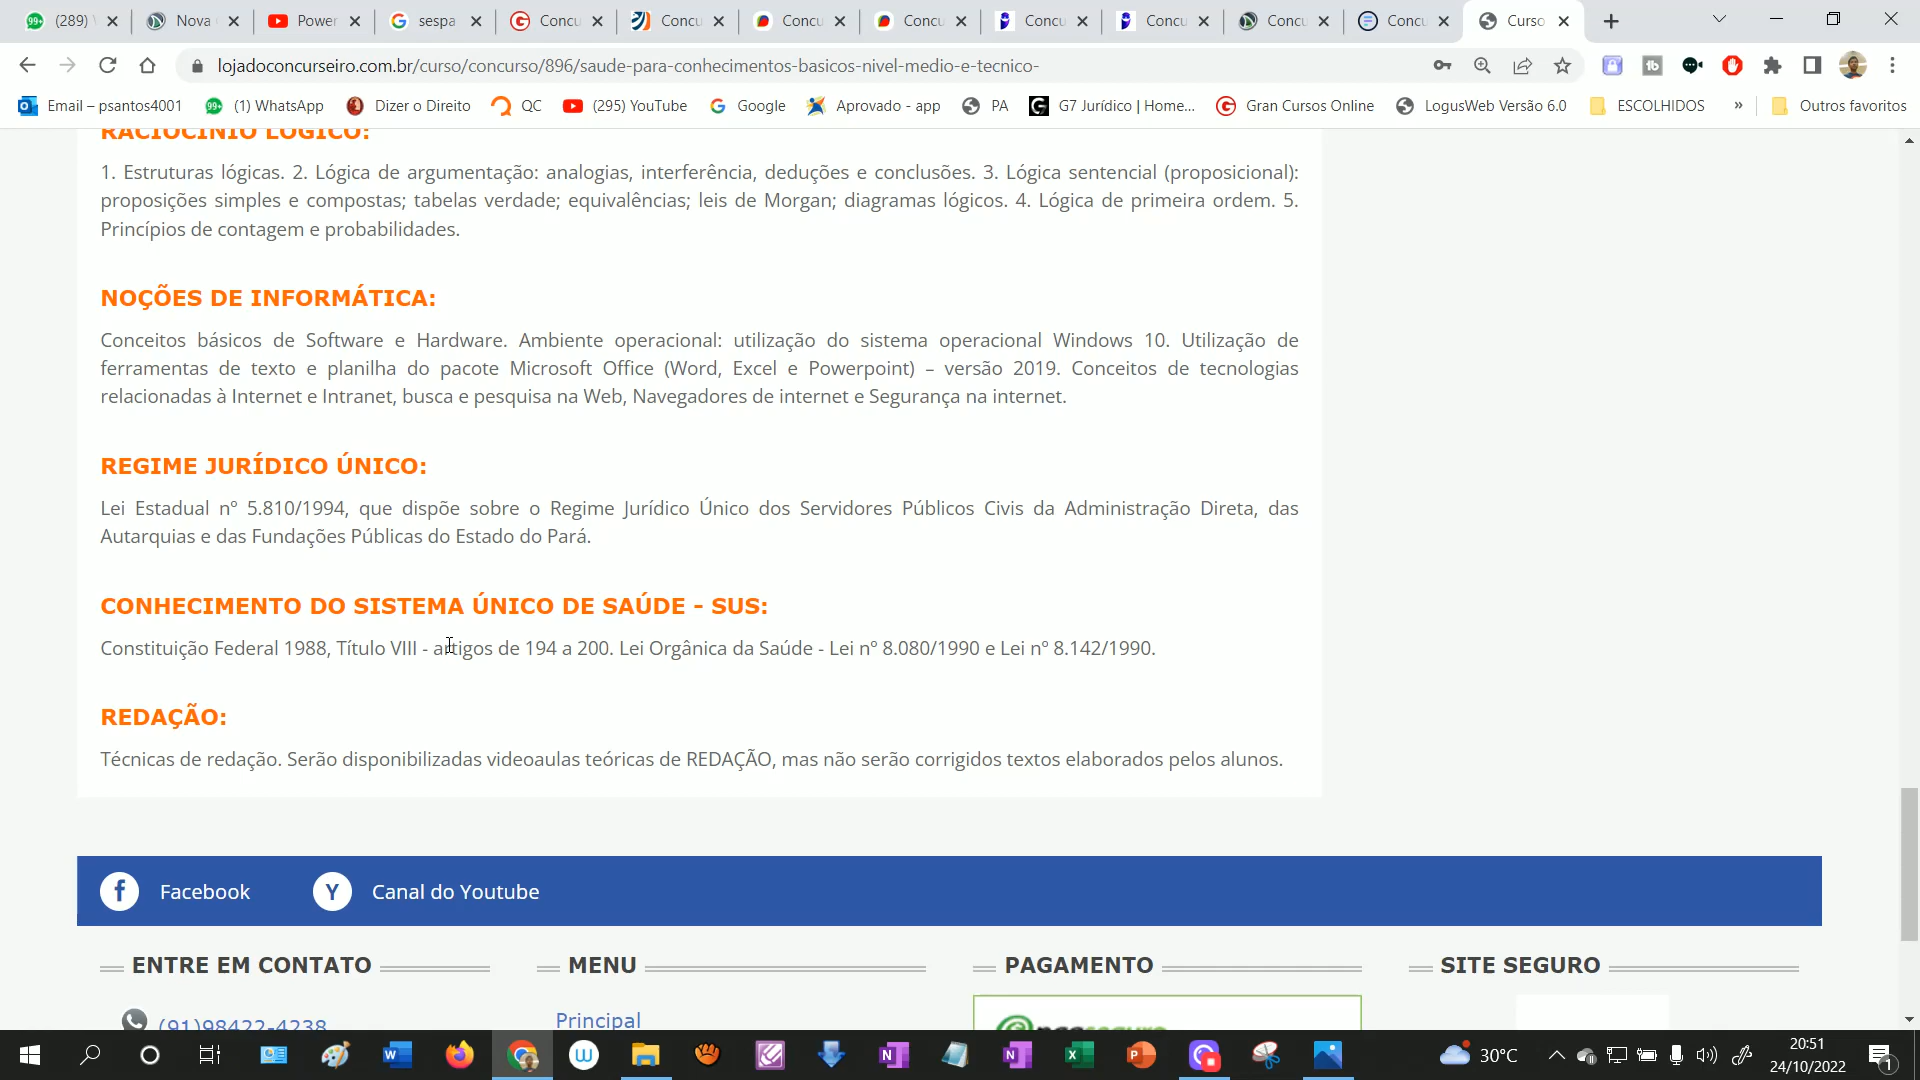 (289)
Nova
Power
sespa
Concu
Concu
Concu
Concu
Concu
Concu
Concu
Concu
Curso
lojadoconcurseiro.com.br/curso/concurso/896/saude-para-conhecimentos-basicos-nivel-medio-e-tecnico-
Email – psantos4001
(1) WhatsApp
Dizer o Direito
QC
(295) YouTube
Google
Aprovado - app
PA
G7 Jurídico | Home...
Gran Cursos Online
LogusWeb Versão 6.0
ESCOLHIDOS
»
Outros favoritos
RACIOCÍNIO LÓGICO:
1. Estruturas lógicas. 2. Lógica de argumentação: analogias, interferência, deduções e conclusões. 3. Lógica sentencial (proposicional):
proposições simples e compostas; tabelas verdade; equivalências; leis de Morgan; diagramas lógicos. 4. Lógica de primeira ordem. 5.
Princípios de contagem e probabilidades.
NOÇÕES DE INFORMÁTICA:
Conceitos básicos de Software e Hardware. Ambiente operacional: utilização do sistema operacional Windows 10. Utilização de
ferramentas de texto e planilha do pacote Microsoft Office (Word, Excel e Powerpoint) – versão 2019. Conceitos de tecnologias
relacionadas à Internet e Intranet, busca e pesquisa na Web, Navegadores de internet e Segurança na internet.
REGIME JURÍDICO ÚNICO:
Lei Estadual nº 5.810/1994, que dispõe sobre o Regime Jurídico Único dos Servidores Públicos Civis da Administração Direta, das
Autarquias e das Fundações Públicas do Estado do Pará.
CONHECIMENTO DO SISTEMA ÚNICO DE SAÚDE - SUS:
Constituição Federal 1988, Título VIII - artigos de 194 a 200. Lei Orgânica da Saúde - Lei nº 8.080/1990 e Lei nº 8.142/1990.
REDAÇÃO:
Técnicas de redação. Serão disponibilizadas videoaulas teóricas de REDAÇÃO, mas não serão corrigidos textos elaborados pelos alunos.
Facebook
Y
Canal do Youtube
ENTRE EM CONTATO
MENU
PAGAMENTO
SITE SEGURO
(91)98422-4238
Principal
30°C
20:51
24/10/2022
1